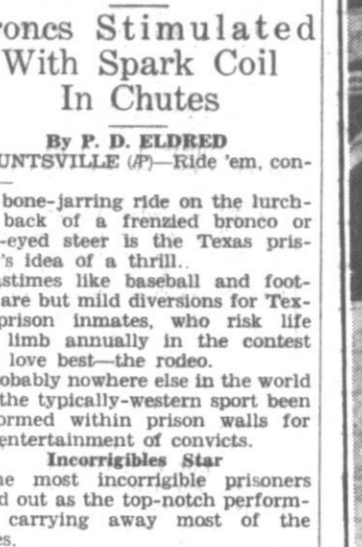 roncs Stimulated
With Spark Coil
In Chutes
By P. D. ELDRED
UNTSVILLE (AP)—Ride 'em, con-
bone-jarring ride on the lurch-
back of a frenzied bronco or
-eyed steer is the Texas pris-
's idea of a thrill..
stimes like baseball and foot-
are but mild diversions for Tex-
prison inmates, who risk life
limb annually in the contest
love best—the rodeo.
obably nowhere else in the world
the typically-western sport been
ormed within prison walls for
entertainment of convicts.
Incorrigibles Star
e most incorrigible prisoners
d out as the top-notch perform-
carrying away most of the
es.